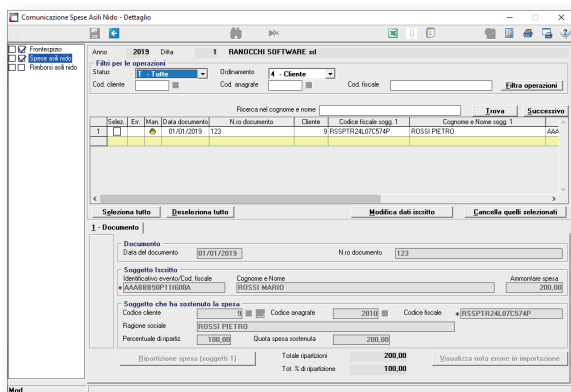 Comunicazione Spese Asili Nido - Dettaglio
Frontespizio
Spese asili nido
Rimborsi asili nido
Anno 2019 Ditta 1 RANOCCHI SOFTWARE srl
Filtri per le operazioni
Status T - Tutte Ordinamento 4 - Cliente
Cod. cliente Cod. anagrafe Cod. fiscale Filtra operazioni
Ricerca nel cognome e nome Trova Successivo
Selez. Err. Man. Data documento N.ro documento Cliente Codice fiscale sogg. 1 Cognome e Nome sogg. 1
1 01/01/2019 123 9 RSSPTR24L07C574P ROSSI PIETRO AAA
Seleziona tutto Deseleziona tutto Modifica dati iscritto Cancella quelli selezionati
1 - Documento
Documento
Data del documento 01/01/2019 N.ro documento 123
Soggetto Iscritto
Identificativo evento/Cod. fiscale Cognome e Nome Ammontare spesa
* AAABBB50P11I608A ROSSI MARIO 200,00
Soggetto che ha sostenuto la spesa
Codice cliente 9 Codice anagrafe 2810 Codice fiscale * RSSPTR24L07C574P
Ragione sociale ROSSI PIETRO
Percentuale di ripartiz. 100,00 Quota spesa sostenuta 200,00
Ripartizione spesa (soggetti 1) Totale ripartizioni 200,00 Visualizza nota errore in importazione
Tot. % di ripartizione 100,00
Mod